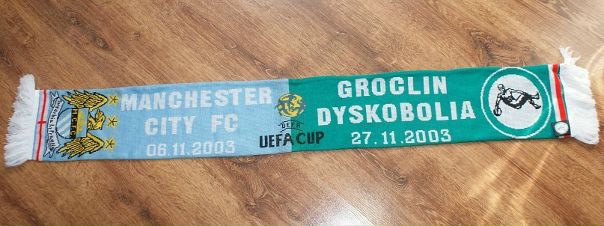 MANCHESTER
CITY FC
06.11.2003
M.C.F.C.
UEFA CUP
GROCLIN
DYSKOBOLIA
27.11.2003